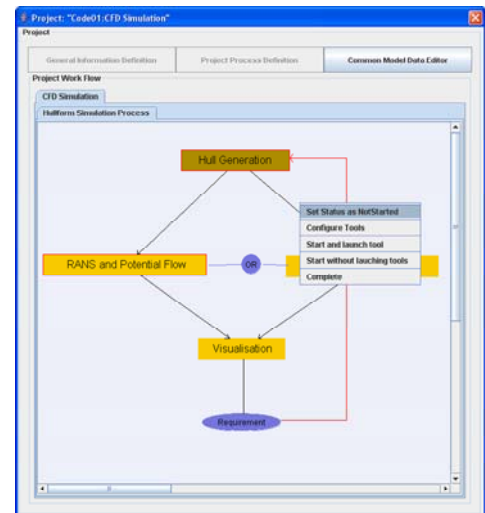 Project: "Code01:CFD Simulation"
Project
General Information Definition
Project Process Definition
Common Model Data Editor
Project Work Flow
CFD Simulation
Hullform Simulation Process
Hull Generation
Set Status as NotStarted
Configure Tools
Start and launch tool
Start without lauching tools
Complete
RANS and Potential Flow
OR
Visualisation
Requirement